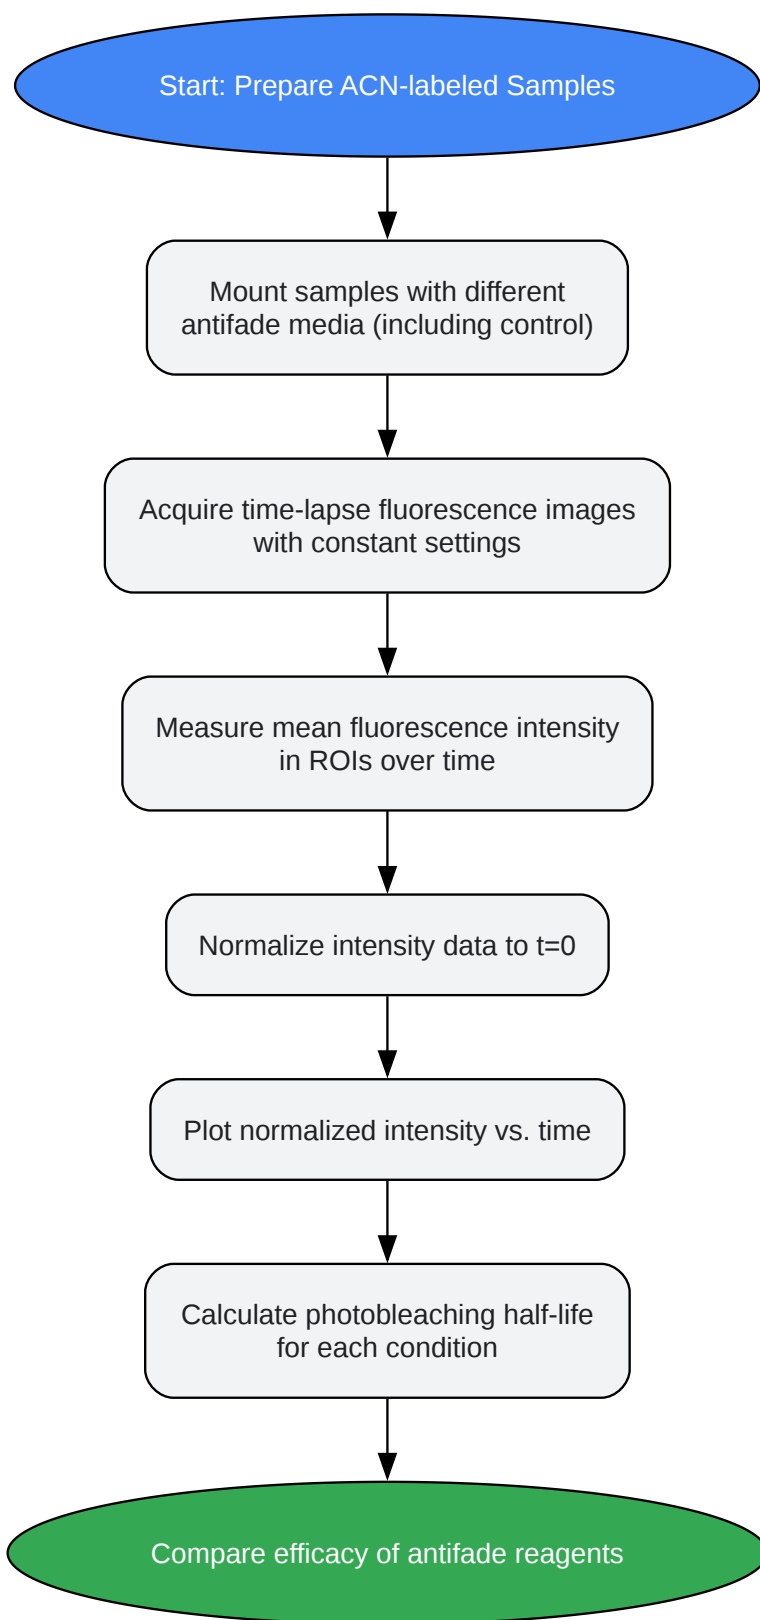 Start: Prepare ACN-labeled Samples
Mount samples with different
antifade media (including control)
Acquire time-lapse fluorescence images
with constant settings
Measure mean fluorescence intensity
in ROIs over time
Normalize intensity data to t=0
Plot normalized intensity vs. time
Calculate photobleaching half-life
for each condition
Compare efficacy of antifade reagents